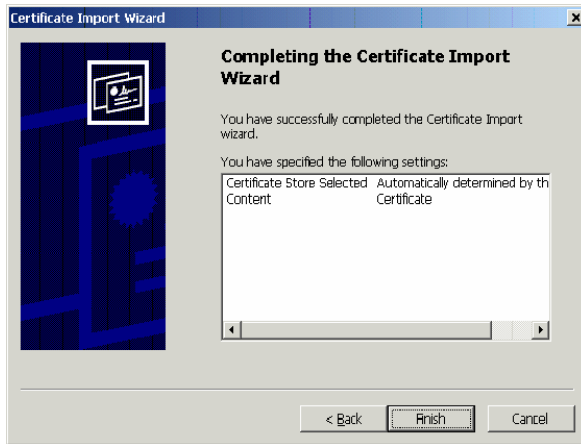 Certificate Import Wizard
Completing the Certificate Import
Wizard
You have successfully completed the Certificate Import
wizard.
You have specified the following settings:
Certificate Store Selected Automatically determined by th
Content Certificate
< Back Finish Cancel